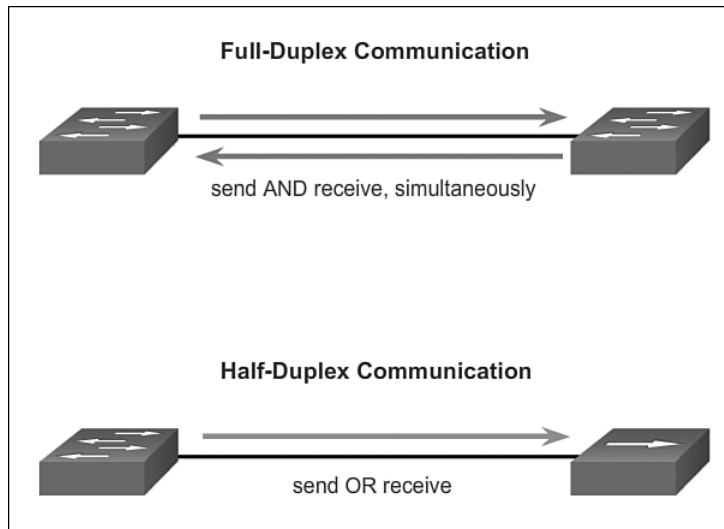 Full-Duplex Communication
send AND receive, simultaneously
Half-Duplex Communication
send OR receive